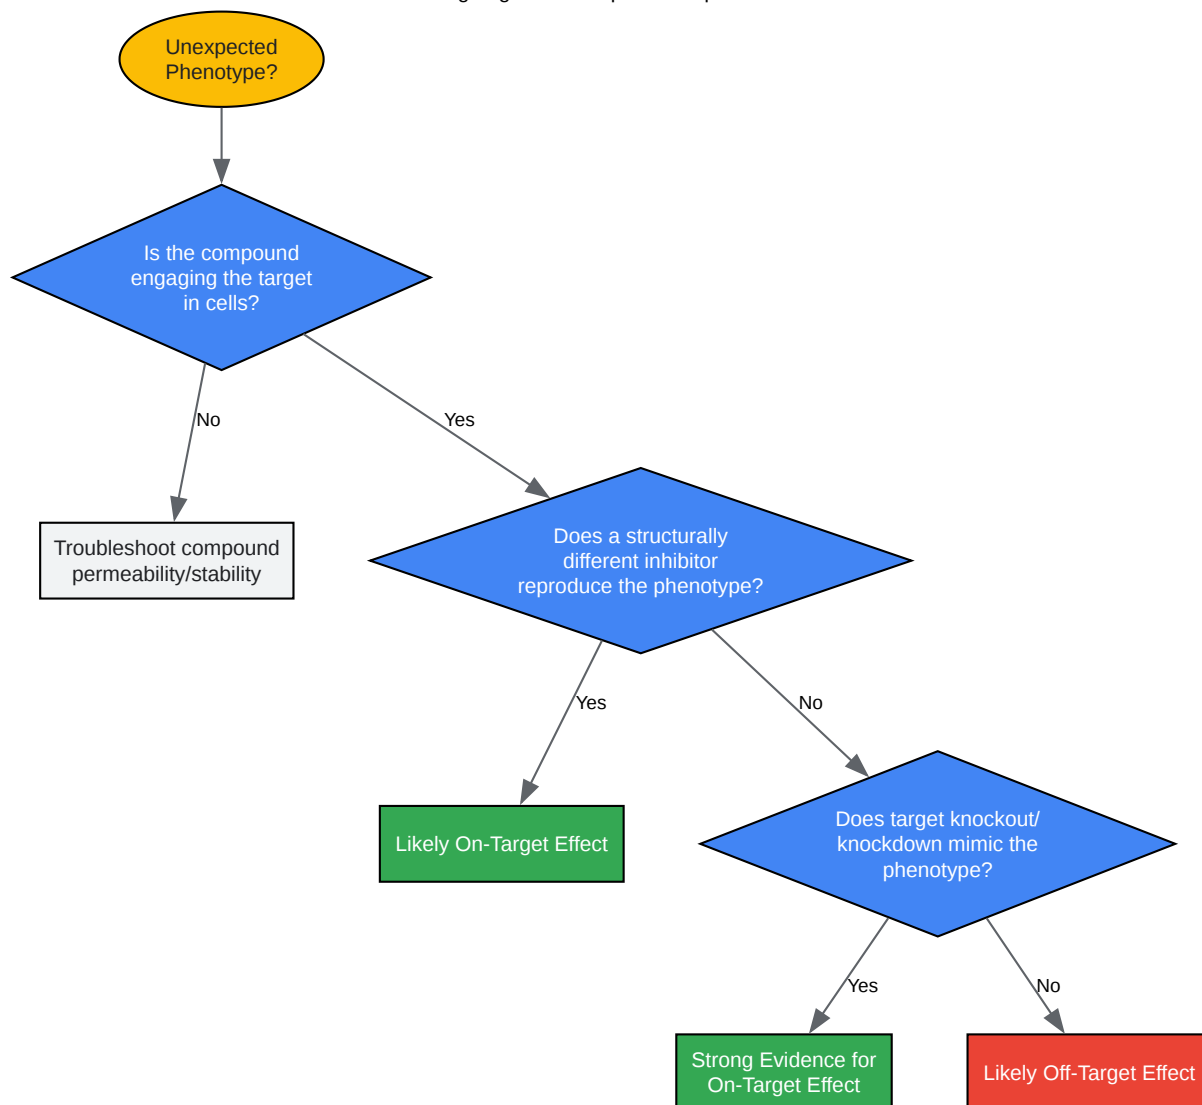 Unexpected
Phenotype?
Is the compound
engaging the target
in cells?
No
Yes
Troubleshoot compound
permeability/stability
Does a structurally
different inhibitor
reproduce the phenotype?
Yes
No
Likely On-Target Effect
Does target knockout/
knockdown mimic the
phenotype?
Yes
No
Strong Evidence for
On-Target Effect
Likely Off-Target Effect